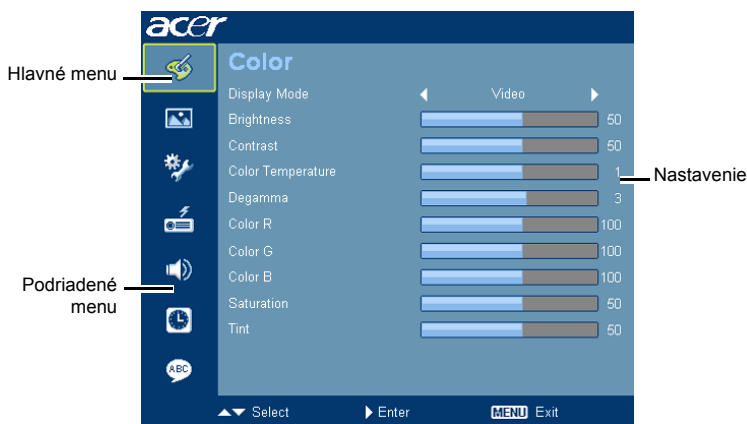 acer
Hlavné menu
Color
Display Mode Video
Brightness 50
Contrast 50
Color Temperature 1
Nastavenie
Degamma 3
Color R 100
Color G 100
Color B 100
Podriadené
menu
Saturation 50
Tint 50
ABC
Select Enter MENU Exit